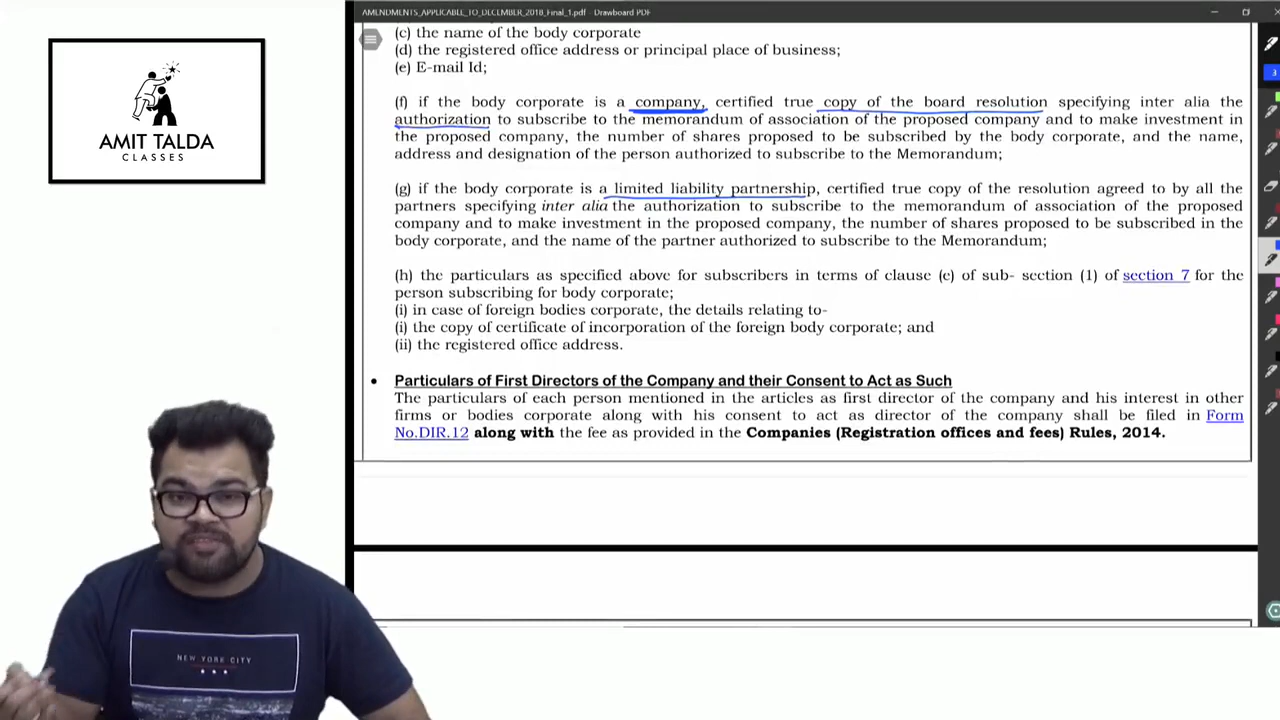 AMENDMENTS_APPLICABLE_TO_DECEMBER_2018_Final_1.pdf - Drawboard PDF
AMIT TALDA
CLASSES
(c) the name of the body corporate
(d) the registered office address or principal place of business;
(e) E-mail Id;
(f) if the body corporate is a company, certified true copy of the board resolution specifying inter alia the
authorization to subscribe to the memorandum of association of the proposed company and to make investment in
the proposed company, the number of shares proposed to be subscribed by the body corporate, and the name,
address and designation of the person authorized to subscribe to the Memorandum;
(g) if the body corporate is a limited liability partnership, certified true copy of the resolution agreed to by all the
partners specifying inter alia the authorization to subscribe to the memorandum of association of the proposed
company and to make investment in the proposed company, the number of shares proposed to be subscribed in the
body corporate, and the name of the partner authorized to subscribe to the Memorandum;
(h) the particulars as specified above for subscribers in terms of clause (e) of sub- section (1) of section 7 for the
person subscribing for body corporate;
(i) in case of foreign bodies corporate, the details relating to-
(i) the copy of certificate of incorporation of the foreign body corporate; and
(ii) the registered office address.
• Particulars of First Directors of the Company and their Consent to Act as Such
The particulars of each person mentioned in the articles as first director of the company and his interest in other
firms or bodies corporate along with his consent to act as director of the company shall be filed in Form
No.DIR.12 along with the fee as provided in the Companies (Registration offices and fees) Rules, 2014.
3
NEW YORK CITY